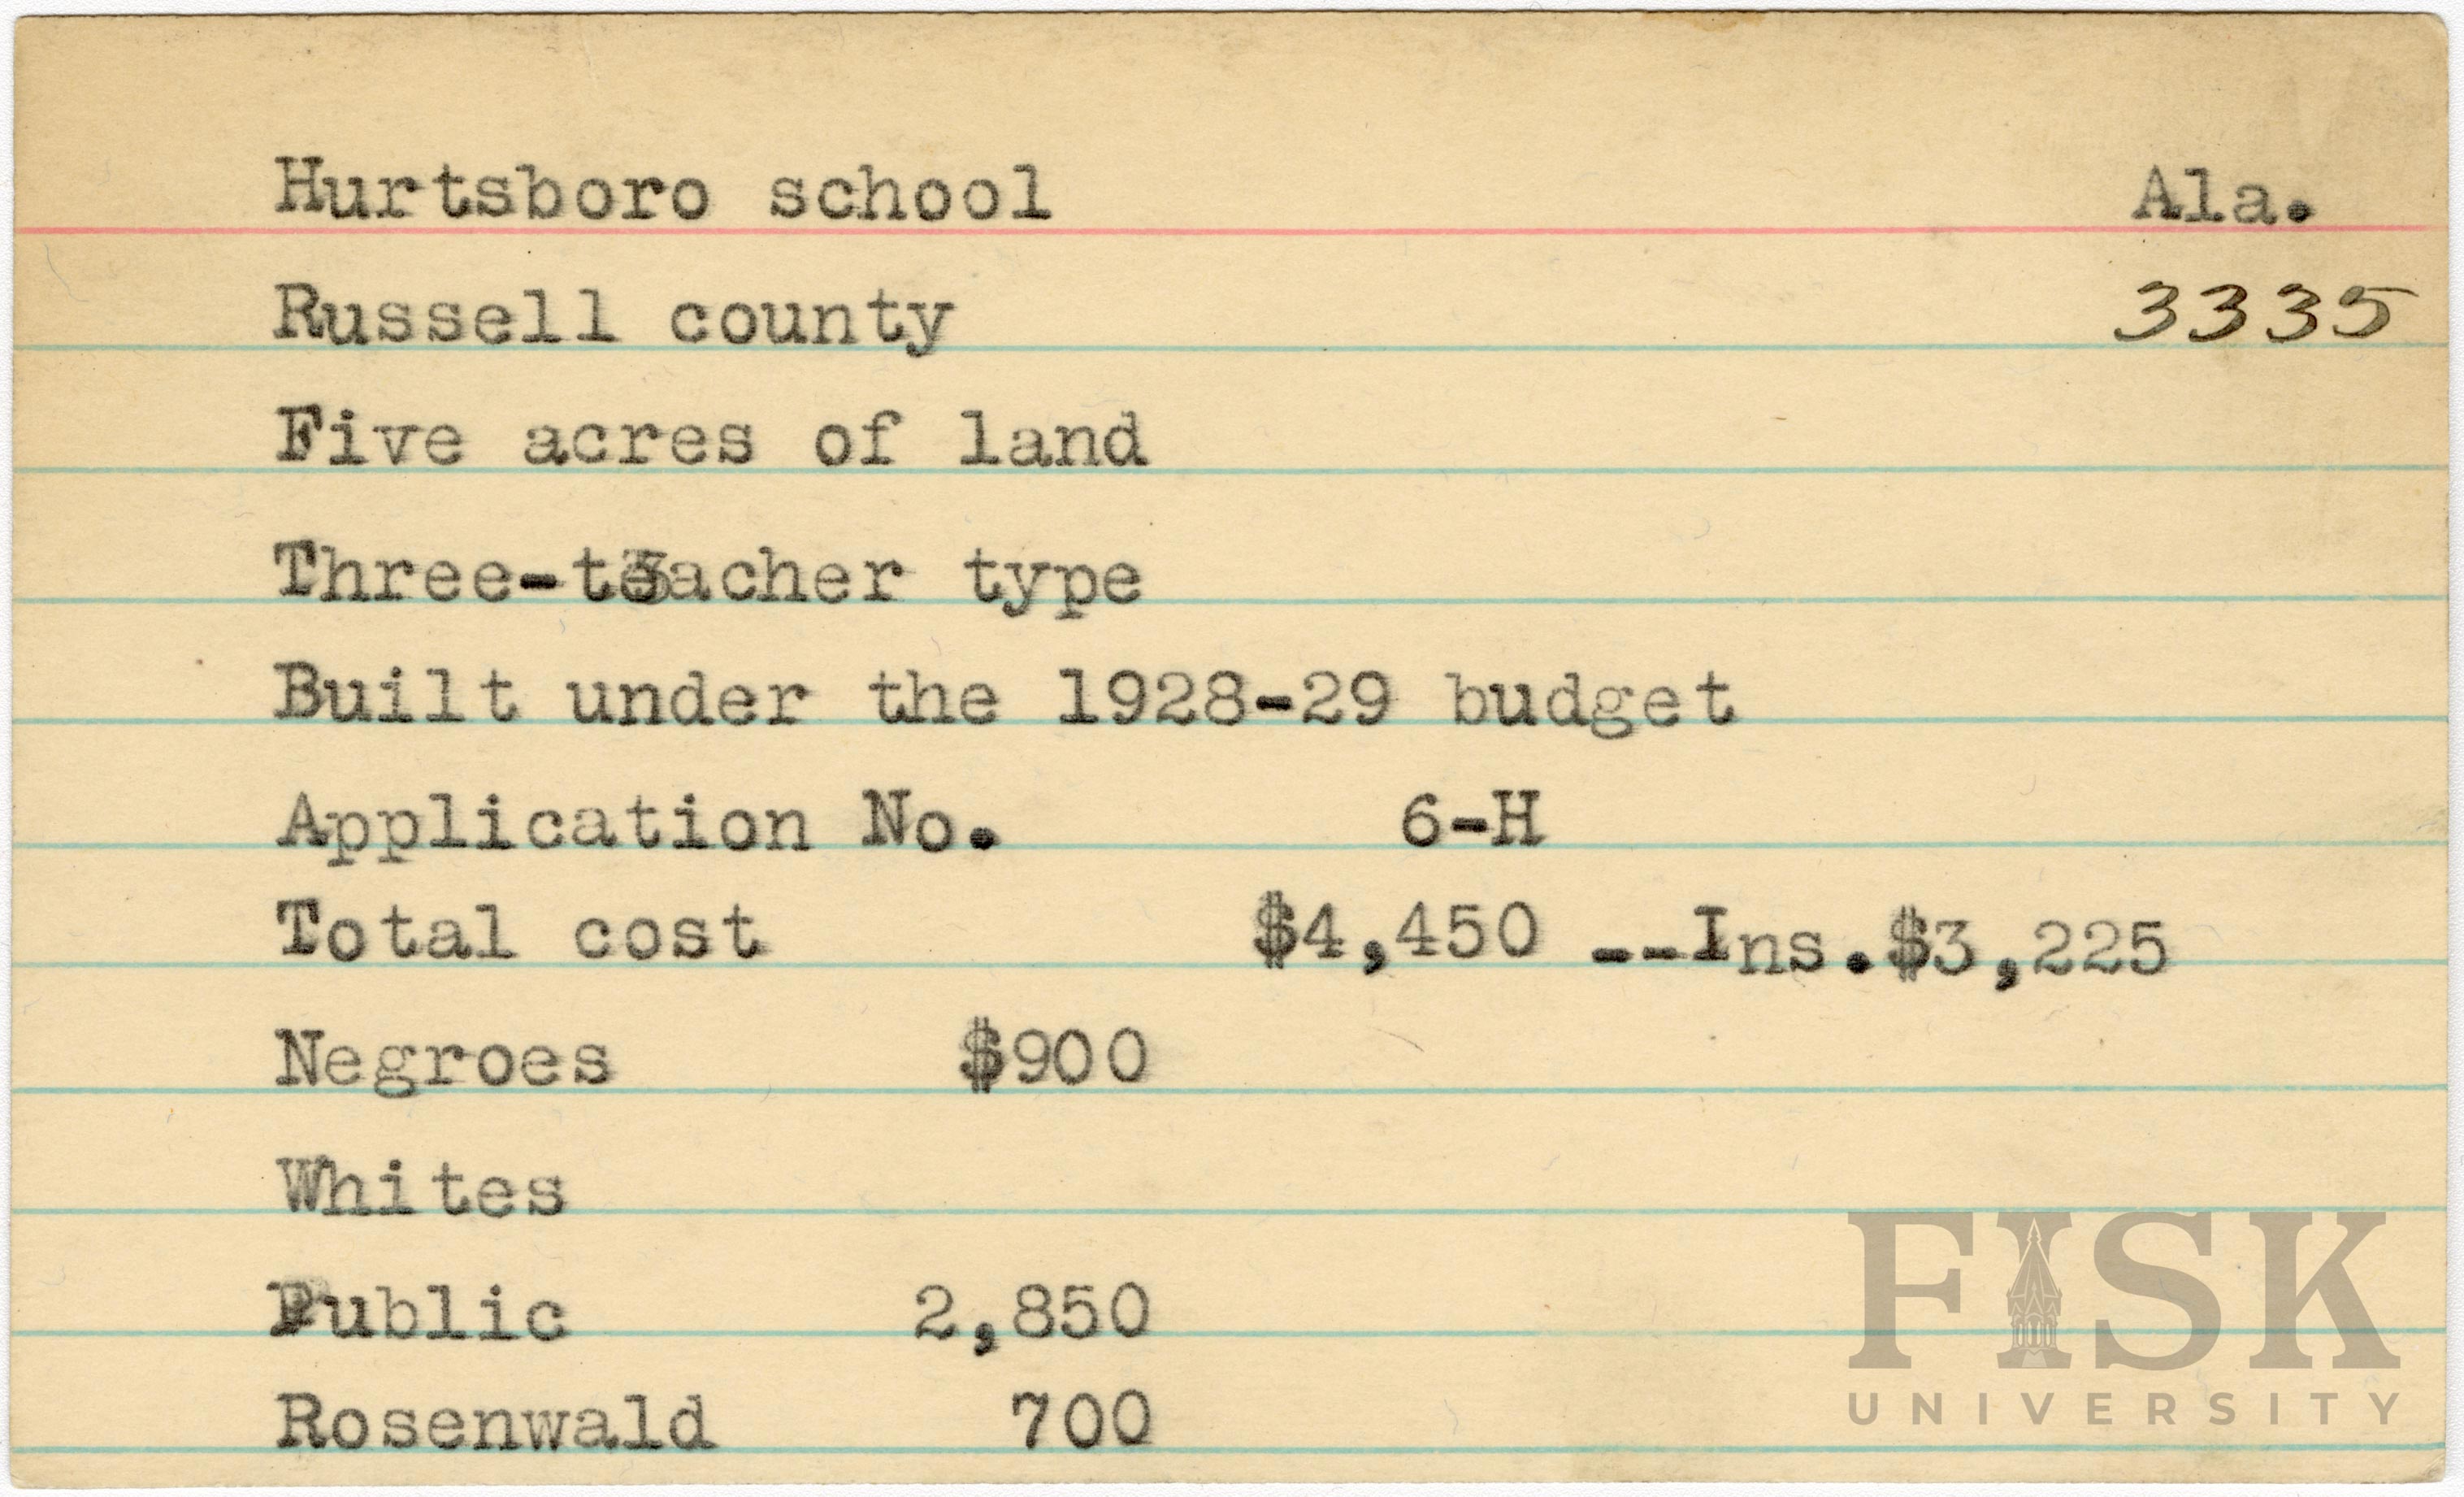 Hurtsboro school Ala.
Russell county 3335
Five acres of land
Three-teacher type
Built under the 1928-29 budget
Application No. 6-H
Total cost $4,450 --Ins.$3,225
Negroes $900
Whites
Public 2,850
Rosenwald 700
FISK
UNIVERSITY